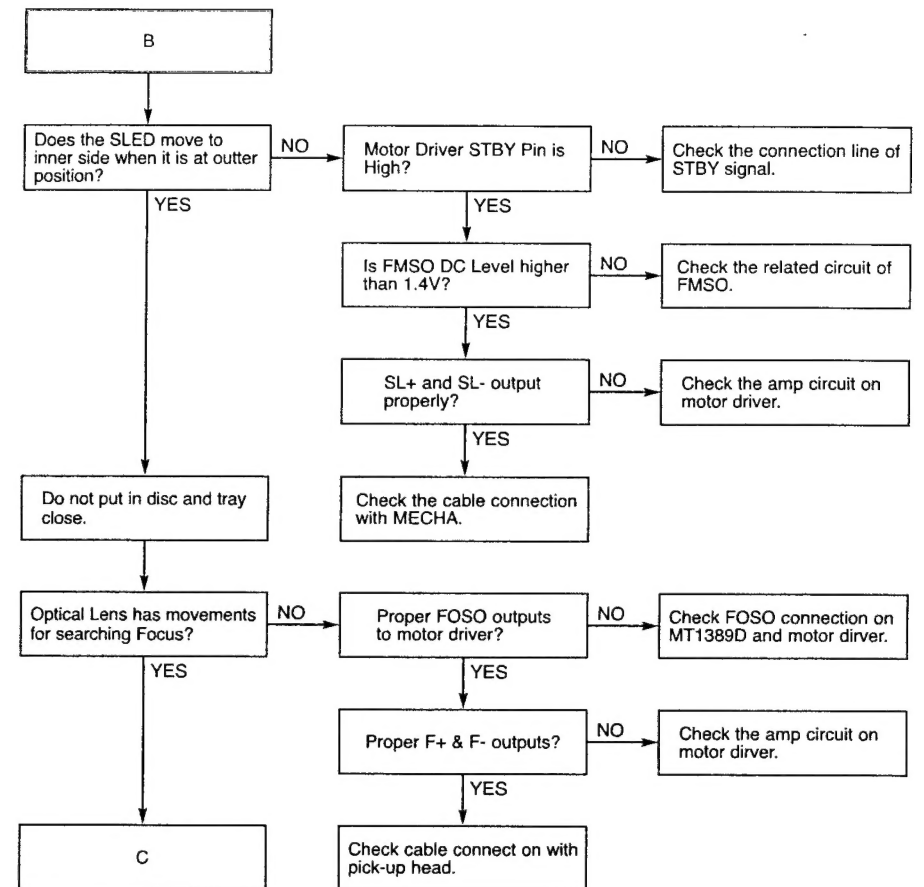 B
Does the SLED move to
inner side when it is at outter
position?
NO
Motor Driver STBY Pin is
High?
NO
Check the connection line of
STBY signal.
YES
YES
Is FMSO DC Level higher
than 1.4V?
NO
Check the related circuit of
FMSO.
YES
SL+ and SL- output
properly?
NO
Check the amp circuit on
motor driver.
YES
Do not put in disc and tray
close.
Check the cable connection
with MECHA.
Optical Lens has movements
for searching Focus?
NO
Proper FOSO outputs
to motor driver?
NO
Check FOSO connection on
MT1389D and motor dirver.
YES
YES
Proper F+ & F- outputs?
NO
Check the amp circuit on
motor dirver.
YES
C
Check cable connect on with
pick-up head.